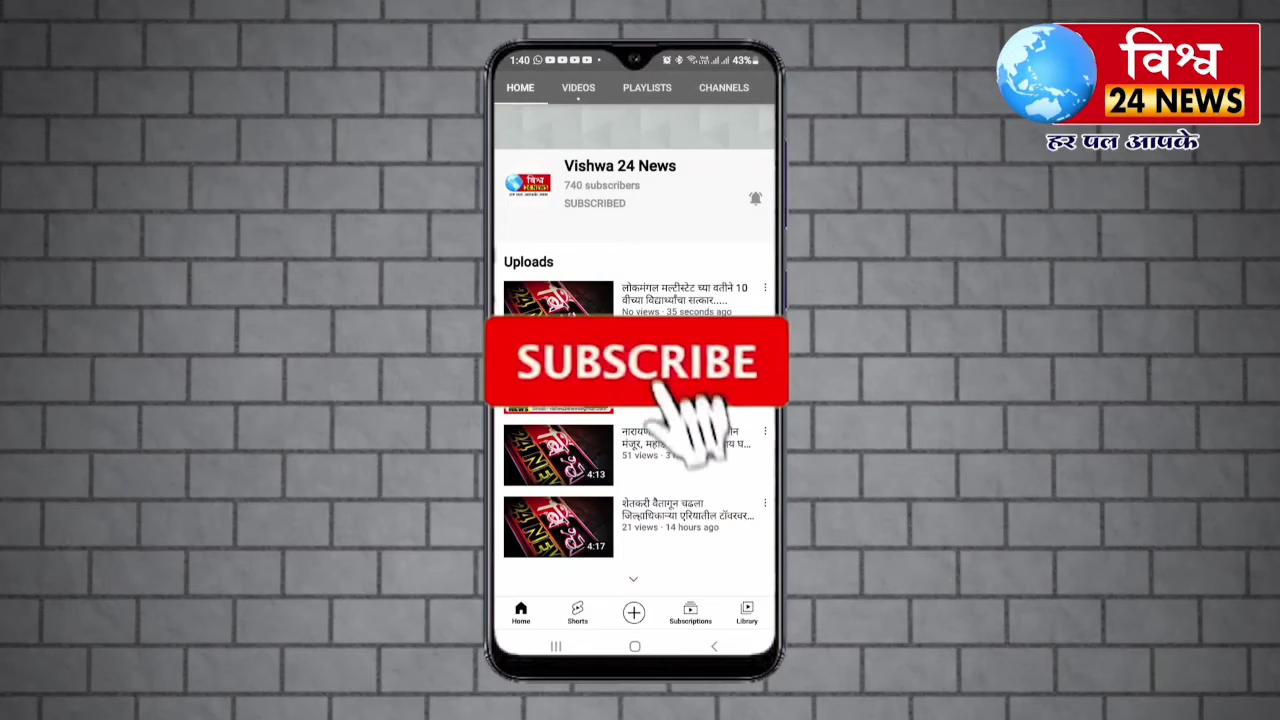 विश्व
24 NEWS
हर पल आपके
1:40
43%
HOME
VIDEOS
PLAYLISTS
CHANNELS
Vishwa 24 News
740 subscribers
SUBSCRIBED
Uploads
लोकमंगल मल्टीस्टेट च्या वतीने 10
वीच्या विद्यार्थ्यांचा सत्कार.....
No views · 35 seconds ago
SUBSCRIBE
मंजूर,
51 views
4:13
शेतकरी वैतागून चढला
जिल्हाधिकाऱ्या एरियातील टॉवरवर...
21 views · 14 hours ago
4:17
Home
Shorts
Subscriptions
Library